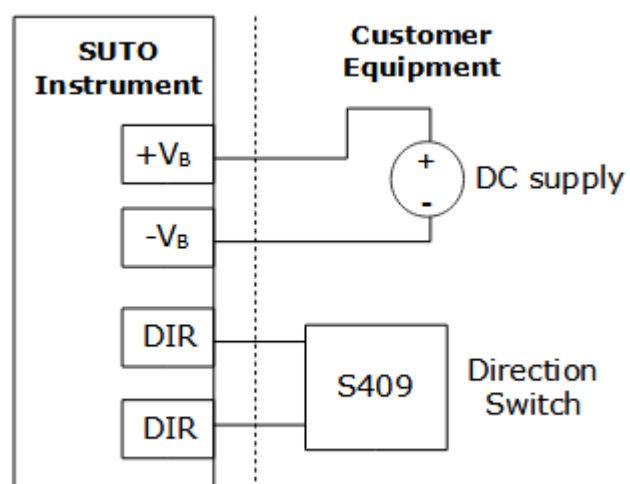 SUTO
Instrument
Customer
Equipment
+VB
+
-
DC supply
-VB
DIR
S409
Direction
Switch
DIR